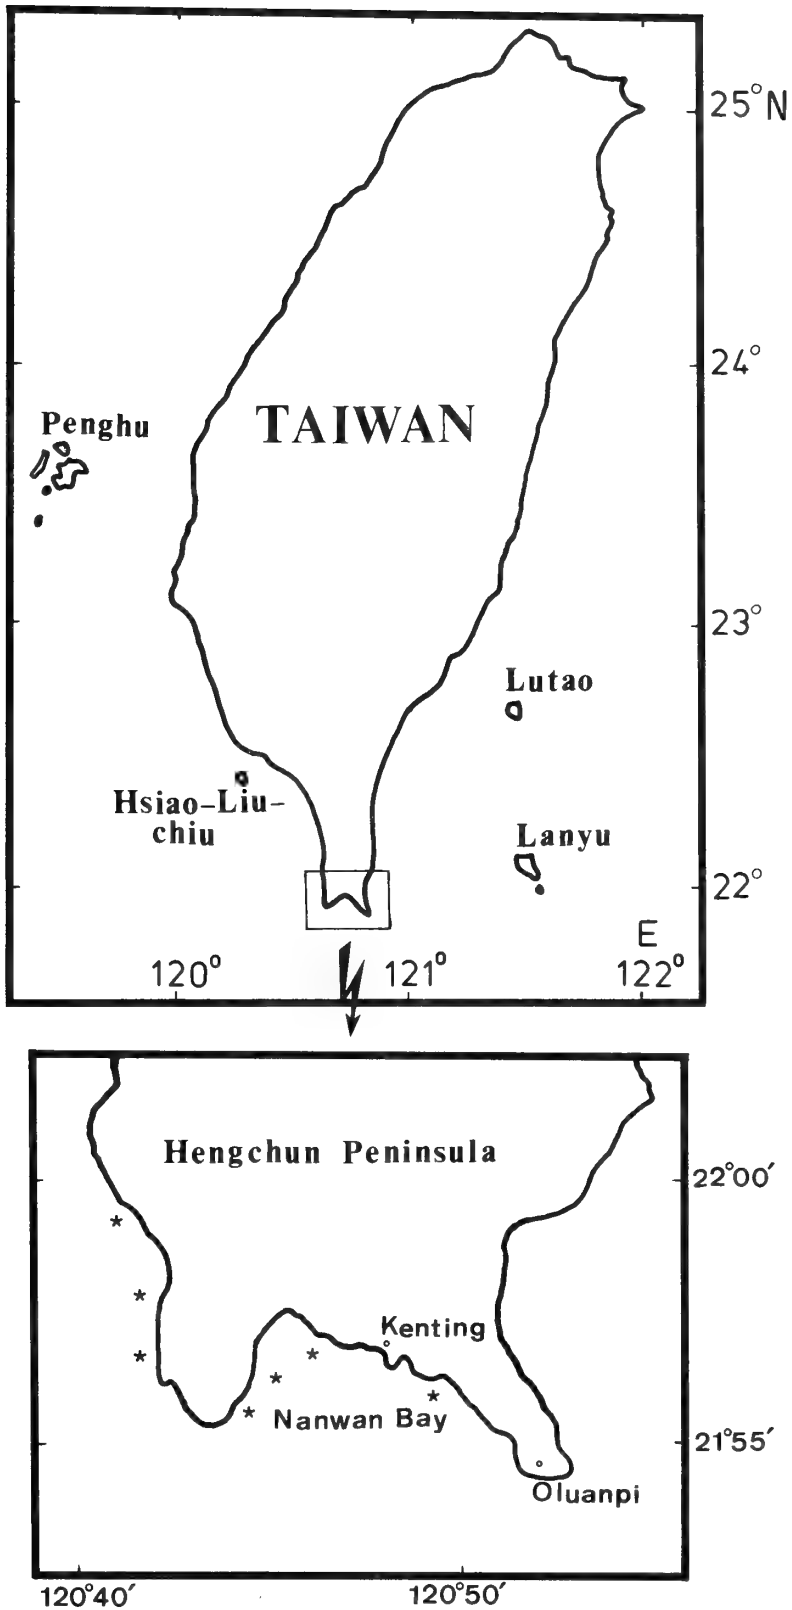 25°N
24°
Penghu
TAIWAN
23°
Lutao
Hsiao-Liu-
chiu
Lanyu
22°
E
120°
121°
122°
Hengchun Peninsula
22°00′
Kenting
*
*
*
*
*
*
*
Nanwan Bay
21°55′
Oluanpi
120°40′
120°50′